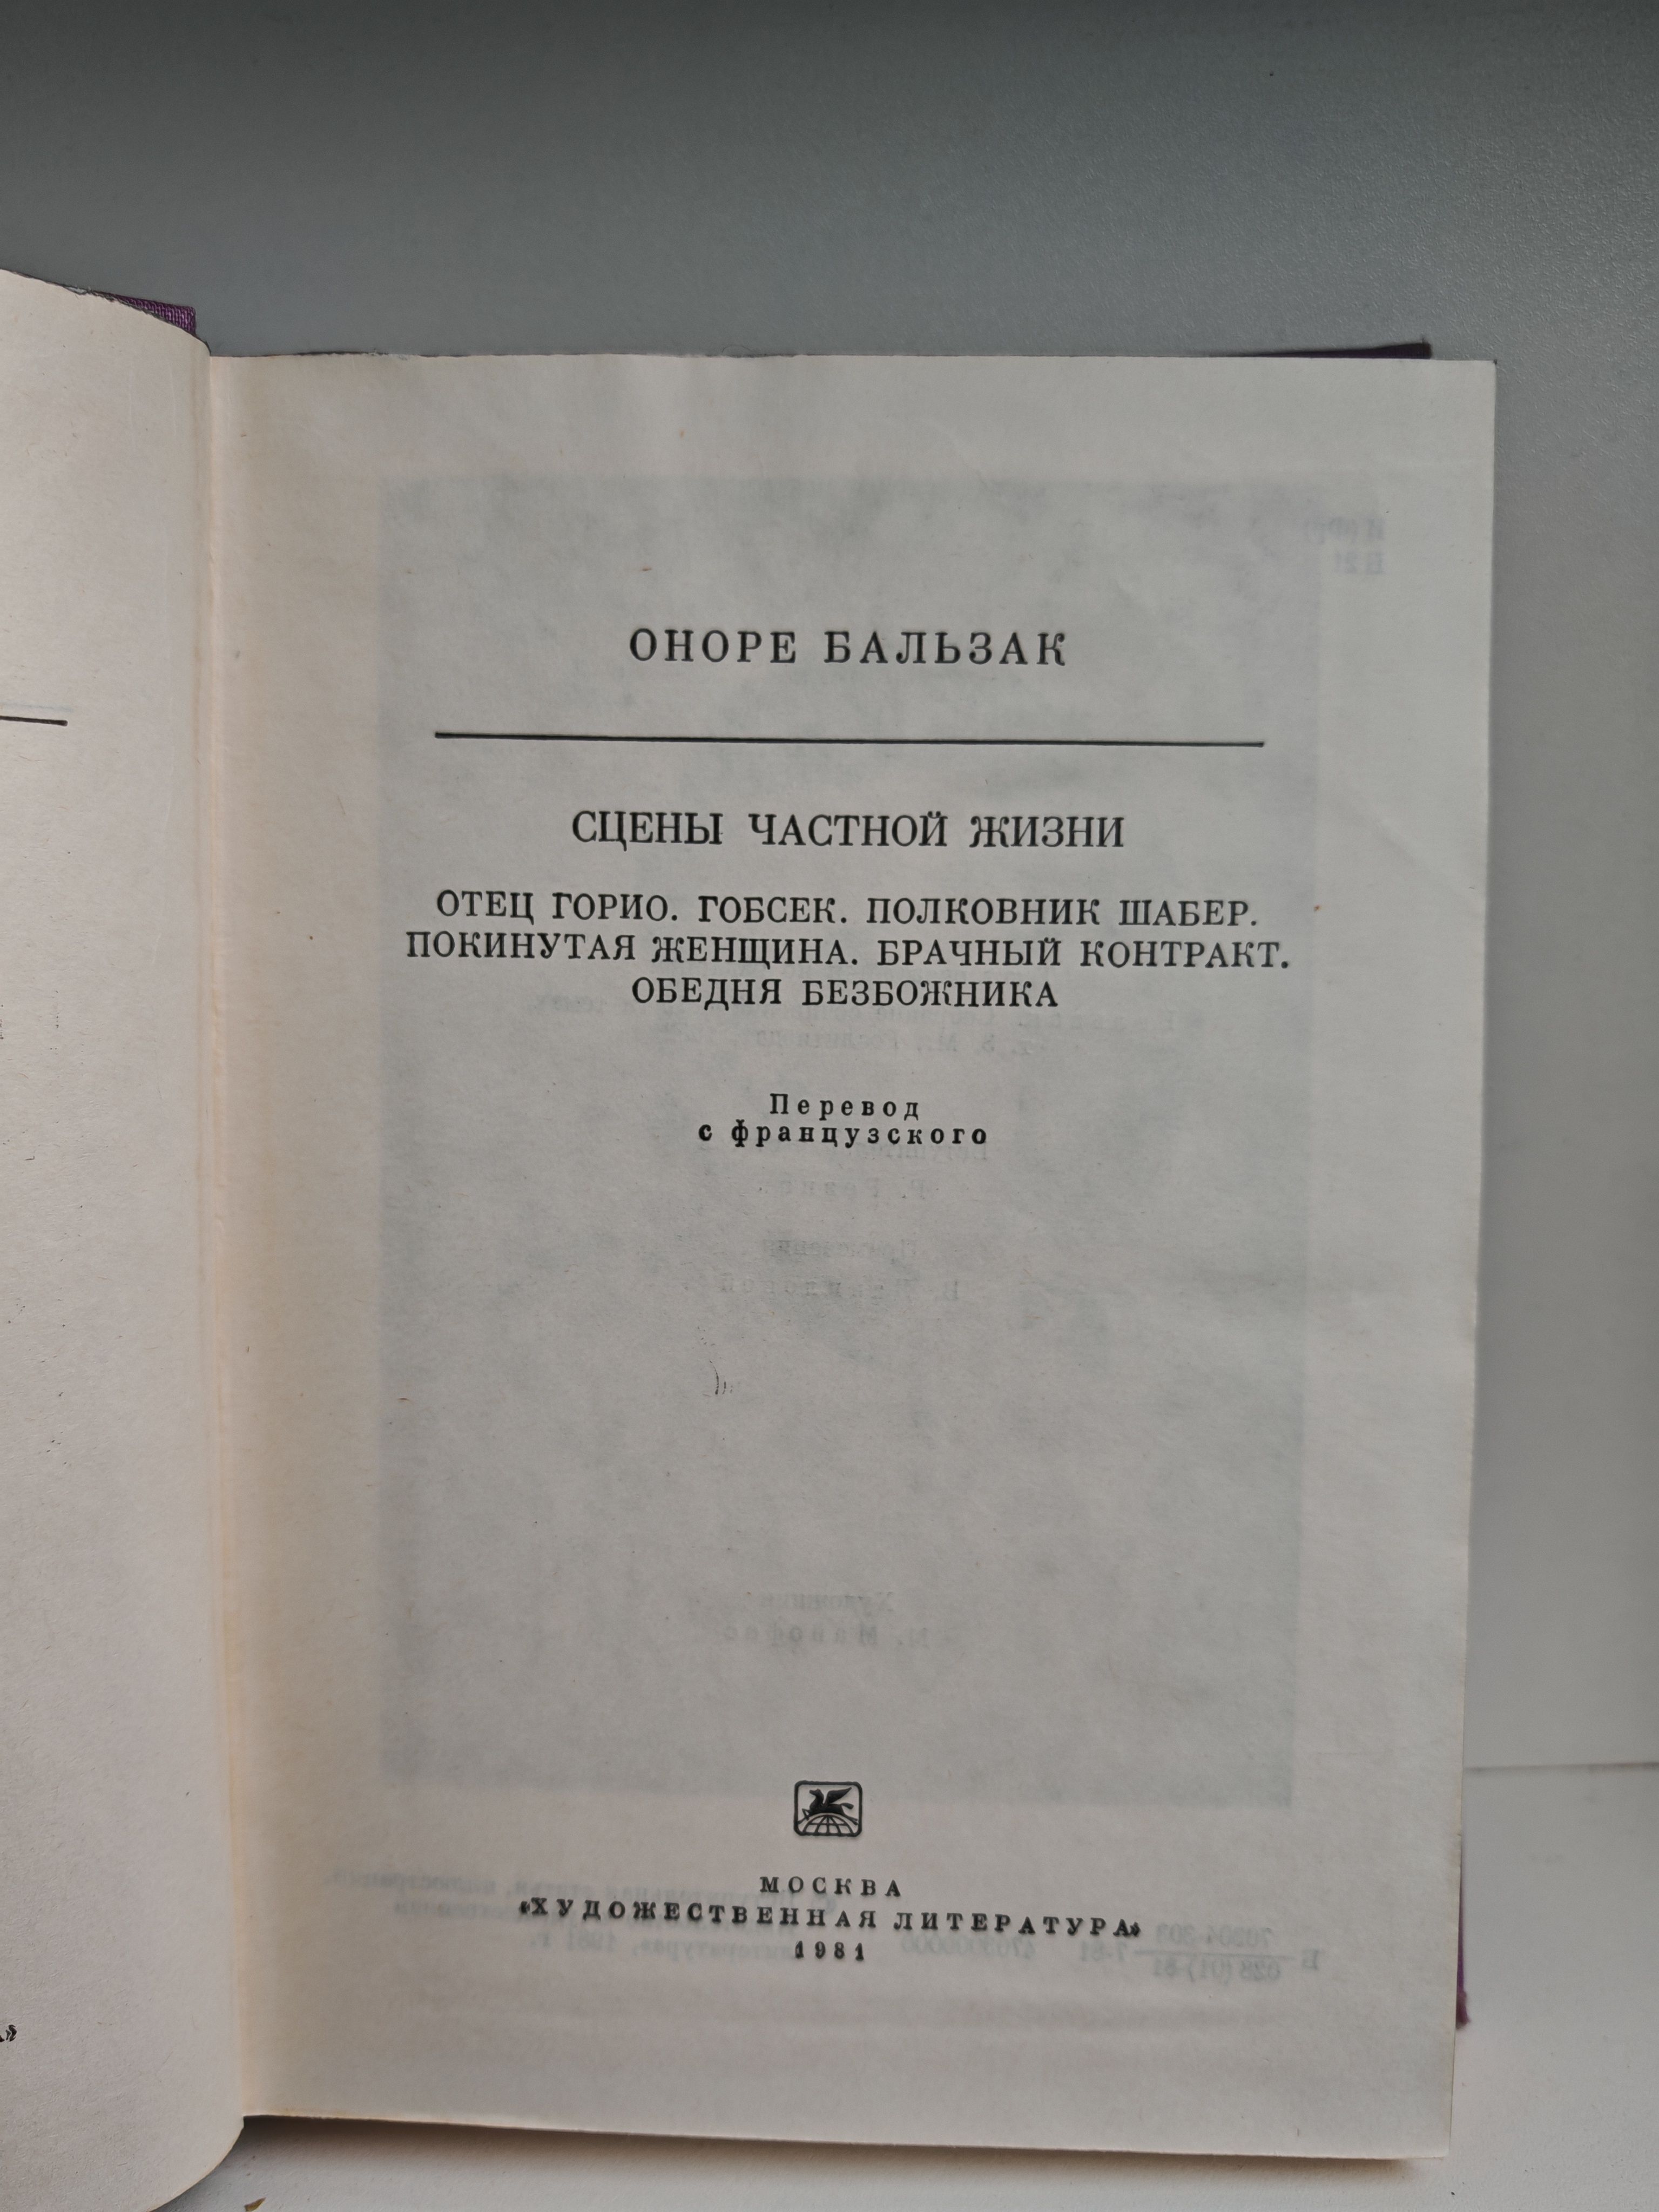 ОНОРЕ БАЛЬЗАК
СЦЕНЫ ЧАСТНОЙ ЖИЗНИ
ОТЕЦ ГОРИО. ГОБСЕК. ПОЛКОВНИК ШАБЕР.
ПОКИНУТАЯ ЖЕНЩИНА. БРАЧНЫЙ КОНТРАКТ.
ОБЕДНЯ БЕЗБОЖНИКА
Перевод
с французского
МОСКВА
«ХУДОЖЕСТВЕННАЯ ЛИТЕРАТУРА»
1981